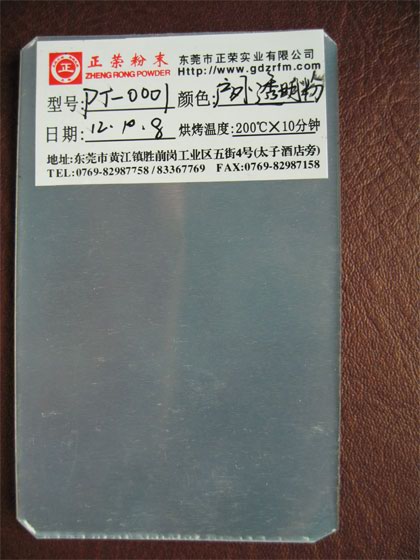 正荣粉末 东莞市正荣实业有限公司
ZHENG RONG POWDER Http://www.gdzrfm.com
型号: PJ-0001 颜色: 户外透明粉
日期: 12.10.8 烘烤温度: 200℃×10分钟
地址:东莞市黄江镇胜前岗工业区五街4号(太子酒店旁)
TEL:0769-82987758 / 83367769 FAX:0769-82987158